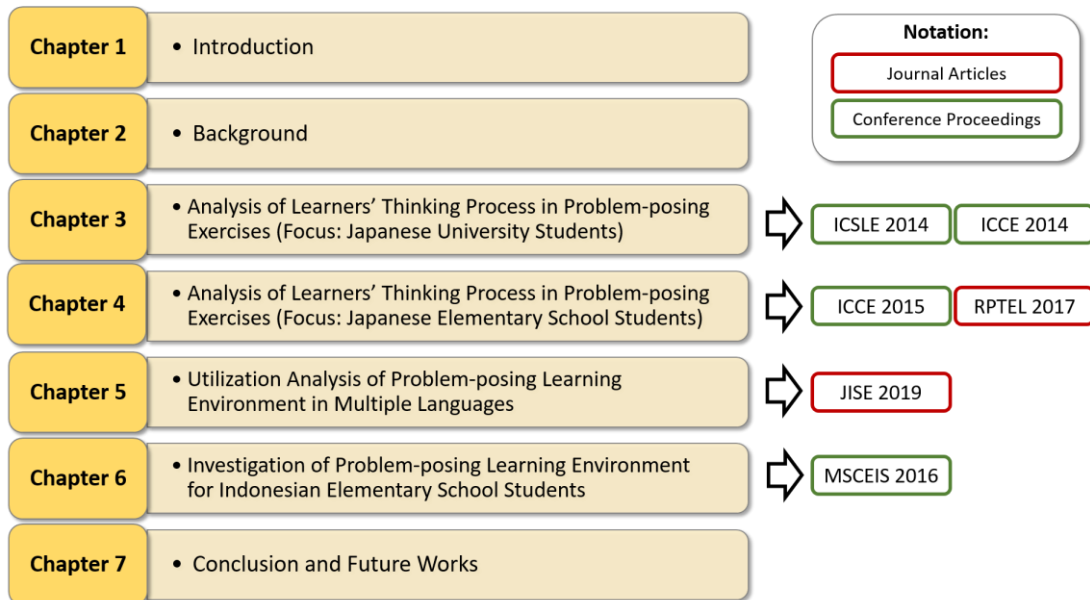 Chapter 1
• Introduction
Notation:
Journal Articles
Conference Proceedings
Chapter 2
• Background
Chapter 3
• Analysis of Learners’ Thinking Process in Problem-posing
Exercises (Focus: Japanese University Students)
ICSLE 2014
ICCE 2014
Chapter 4
• Analysis of Learners’ Thinking Process in Problem-posing
Exercises (Focus: Japanese Elementary School Students)
ICCE 2015
RPTEL 2017
Chapter 5
• Utilization Analysis of Problem-posing Learning
Environment in Multiple Languages
JISE 2019
Chapter 6
• Investigation of Problem-posing Learning Environment
for Indonesian Elementary School Students
MSCEIS 2016
Chapter 7
• Conclusion and Future Works